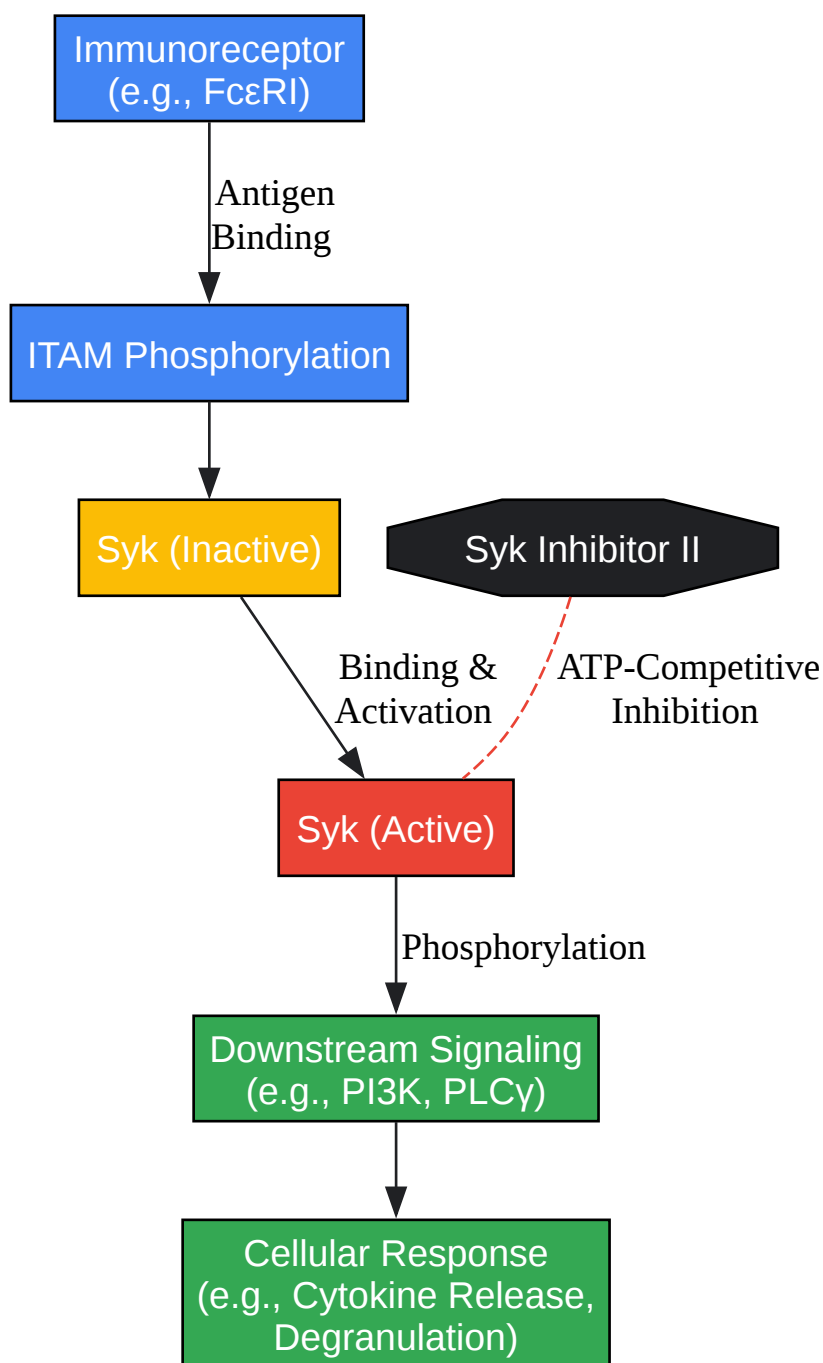 Immunoreceptor
(e.g., FcεRI)
Antigen
Binding
ITAM Phosphorylation
Syk (Inactive)
Syk Inhibitor II
Binding &
Activation
ATP-Competitive
Inhibition
Syk (Active)
Phosphorylation
Downstream Signaling
(e.g., PI3K, PLCγ)
Cellular Response
(e.g., Cytokine Release,
Degranulation)